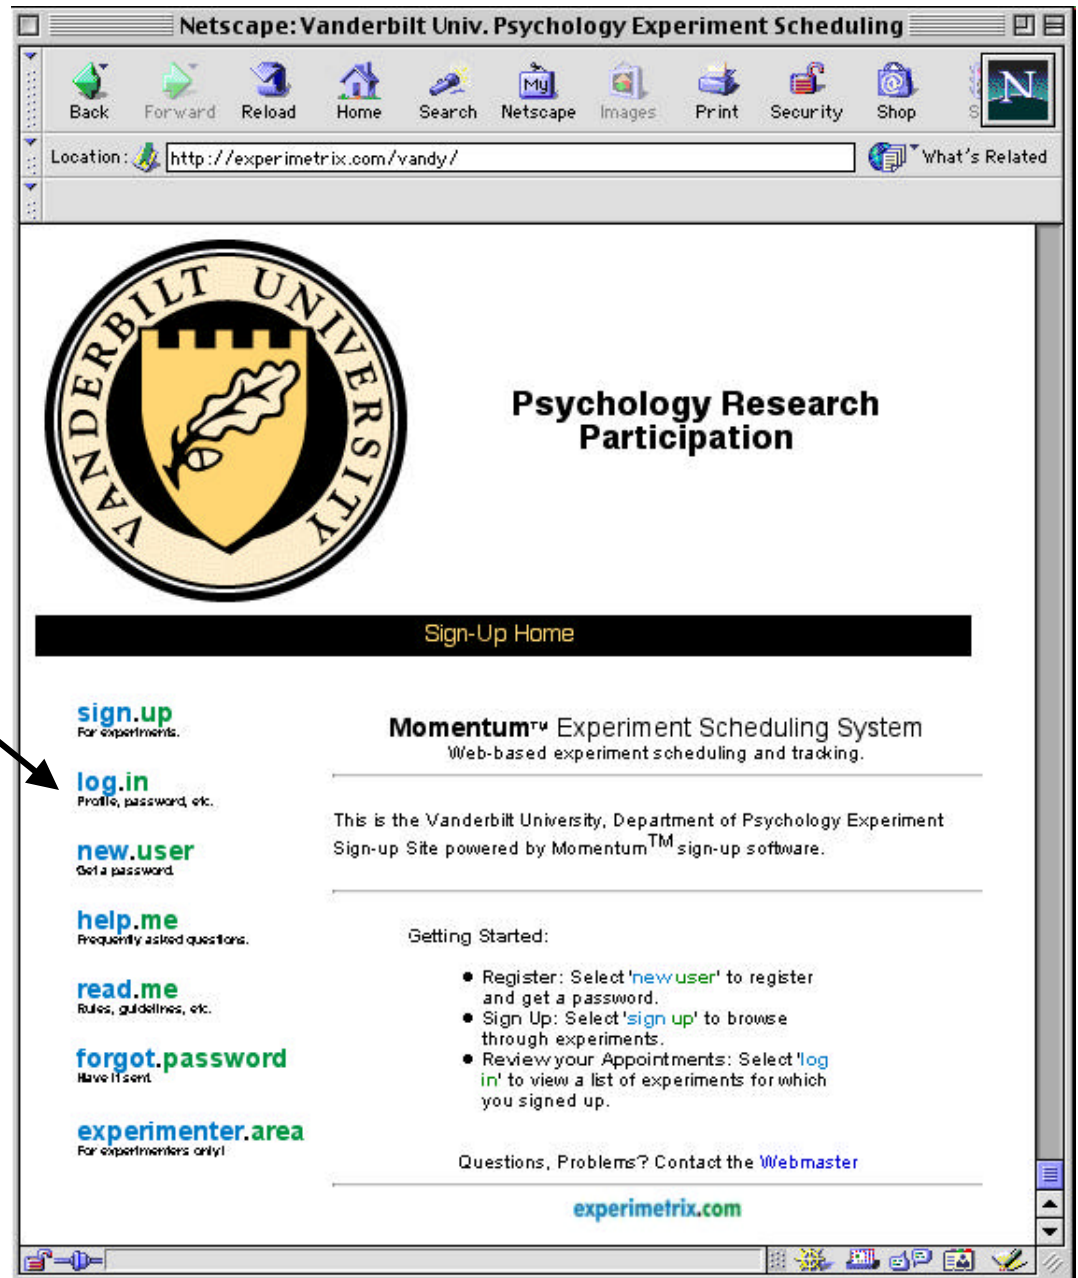 Netscape: Vanderbilt Univ. Psychology Experiment Scheduling
Back Forward Reload Home Search Netscape Images Print Security Shop S
My
N
Location: http://experimetrix.com/vandy/ What's Related
VANDERBILT UNIVERSITY
Psychology Research
Participation
Sign-Up Home
sign.up
For experiments.
log.in
Profile, password, etc.
new.user
Get a password.
help.me
Frequently asked questions.
read.me
Rules, guidelines, etc.
forgot.password
Have it sent.
experimenter.area
For experimenters only!
Momentum™ Experiment Scheduling System
Web-based experiment scheduling and tracking.
This is the Vanderbilt University, Department of Psychology Experiment
Sign-up Site powered by Momentum™ sign-up software.
Getting Started:
• Register: Select 'new user' to register
and get a password.
• Sign Up: Select 'sign up' to browse
through experiments.
• Review your Appointments: Select 'log
in' to view a list of experiments for which
you signed up.
Questions, Problems? Contact the Webmaster
experimetrix.com